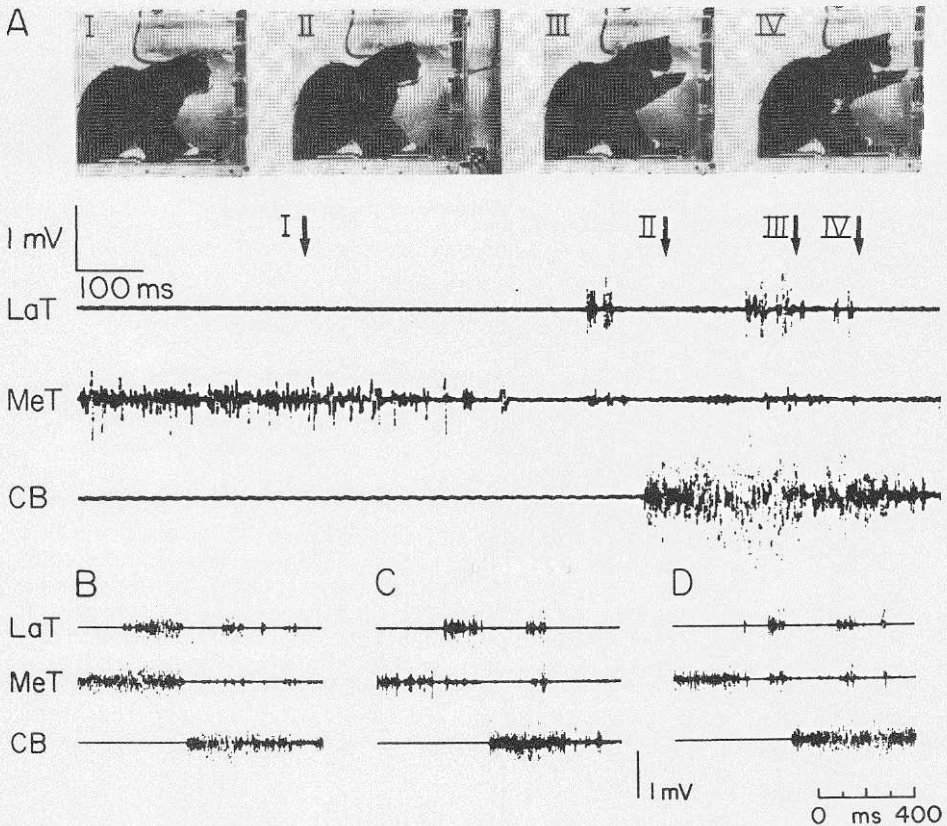 A I II III IV
1 mV I II III IV
100 ms
LaT
MeT
CB
B C D
LaT
MeT
CB
1 mV
0 ms 400